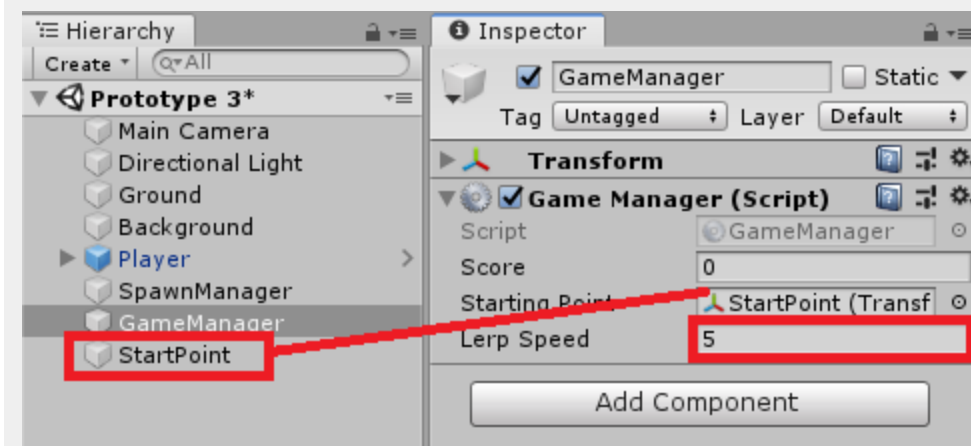 Hierarchy
Create
All
Prototype 3*
Main Camera
Directional Light
Ground
Background
Player
SpawnManager
GameManager
StartPoint
Inspector
GameManager
Static
Tag Untagged Layer Default
Transform
Game Manager (Script)
Script GameManager
Score 0
Starting Point StartPoint (Transf
Lerp Speed 5
Add Component